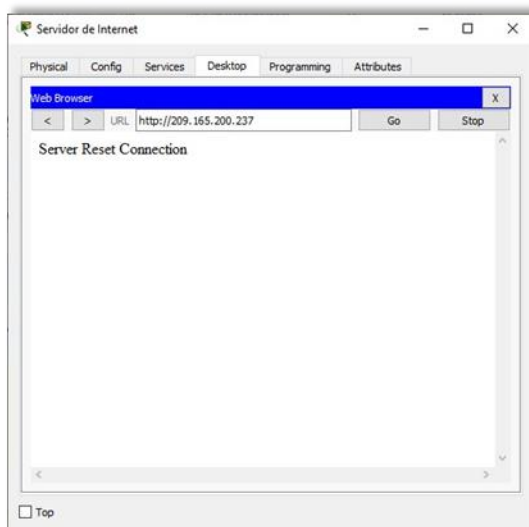 Servidor de Internet
Physical Config Services Desktop Programming Attributes
Web Browser X
< > URL http://209.165.200.237 Go Stop
Server Reset Connection
Top